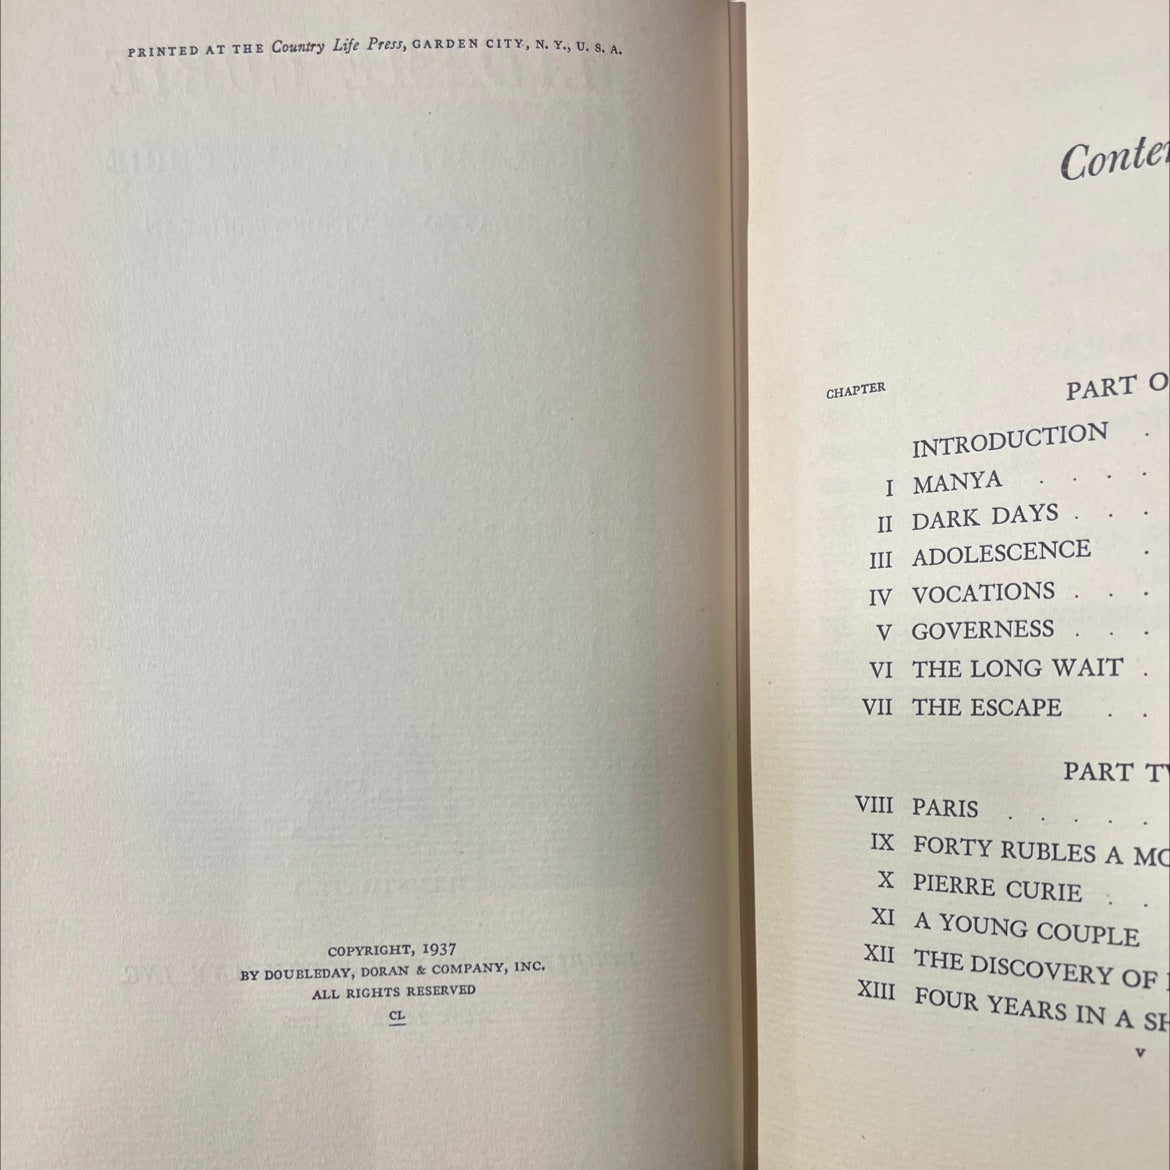 PRINTED AT THE Country Life Press, GARDEN CITY, N. Y., U. S. A.
COPYRIGHT, 1937
BY DOUBLEDAY, DORAN & COMPANY, INC.
ALL RIGHTS RESERVED
CL
Conte
CHAPTER
PART O
INTRODUCTION .
I MANYA . . . .
II DARK DAYS . . .
III ADOLESCENCE .
IV VOCATIONS . . .
V GOVERNESS . . .
VI THE LONG WAIT .
VII THE ESCAPE . .
PART TW
VIII PARIS . . . . .
IX FORTY RUBLES A MO
X PIERRE CURIE . .
XI A YOUNG COUPLE
XII THE DISCOVERY OF
XIII FOUR YEARS IN A SH
v